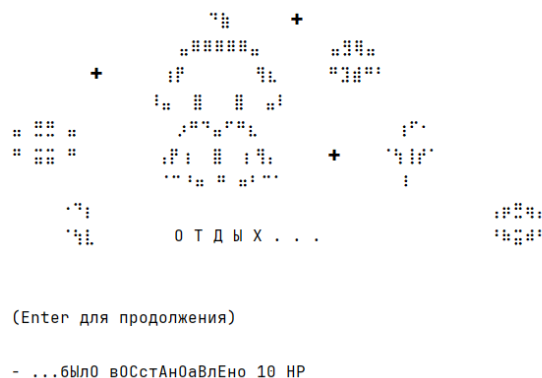 О Т Д Ы Х . . .
(Enter для продолжения)
- ...бЫлО вОСстАнОаВлЕно 10 HP